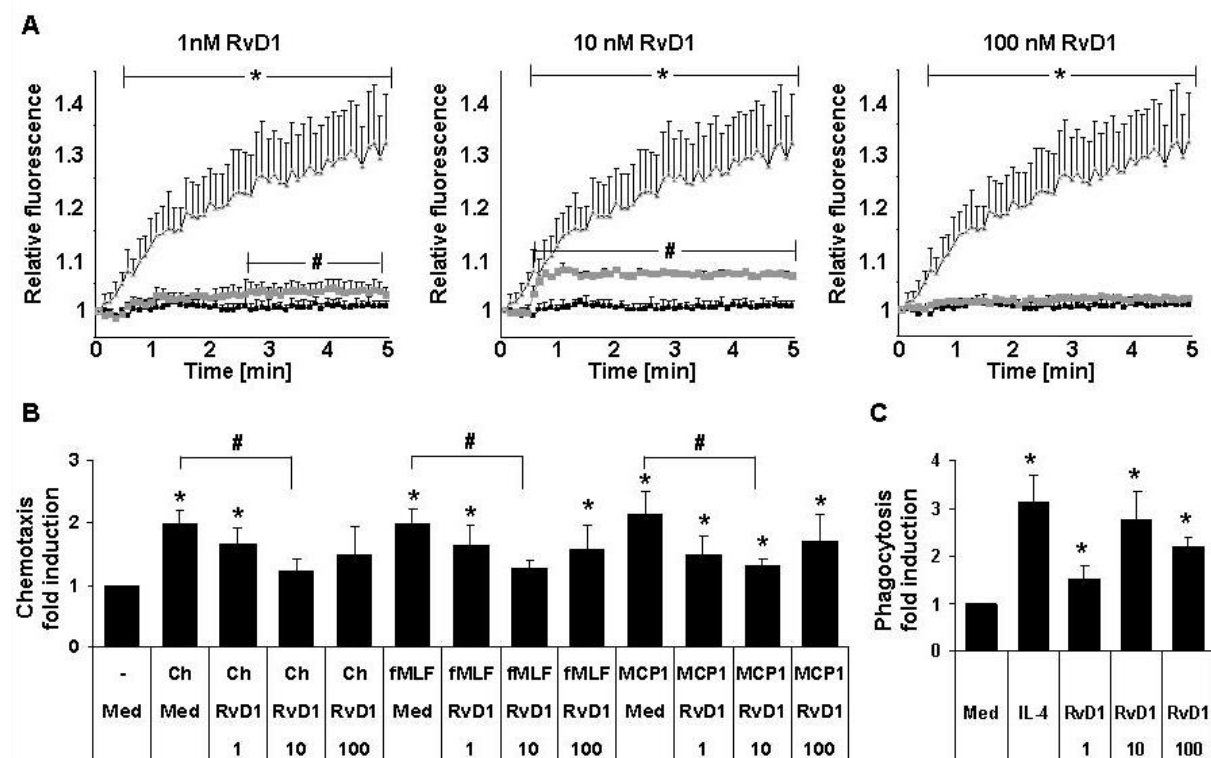 A
1nM RvD1
10 nM RvD1
100 nM RvD1
*
*
*
#
#
Relative fluorescence
1.4
1.3
1.2
1.1
1
0 1 2 3 4 5
Time [min]
Relative fluorescence
1.4
1.3
1.2
1.1
1
0 1 2 3 4 5
Time [min]
Relative fluorescence
1.4
1.3
1.2
1.1
1
0 1 2 3 4 5
Time [min]
B
Chemotaxis
fold induction
3
2
1
0
# # #
* * * * * * * * *
- Ch Ch Ch Ch fMLF fMLF fMLF fMLF MCP1 MCP1 MCP1 MCP1
Med Med RvD1 RvD1 RvD1 Med RvD1 RvD1 RvD1 Med RvD1 RvD1 RvD1
1 10 100 1 10 100 1 10 100
C
Phagocytosis
fold induction
4
3
2
1
0
* * * *
Med IL-4 RvD1 RvD1 RvD1
1 10 100